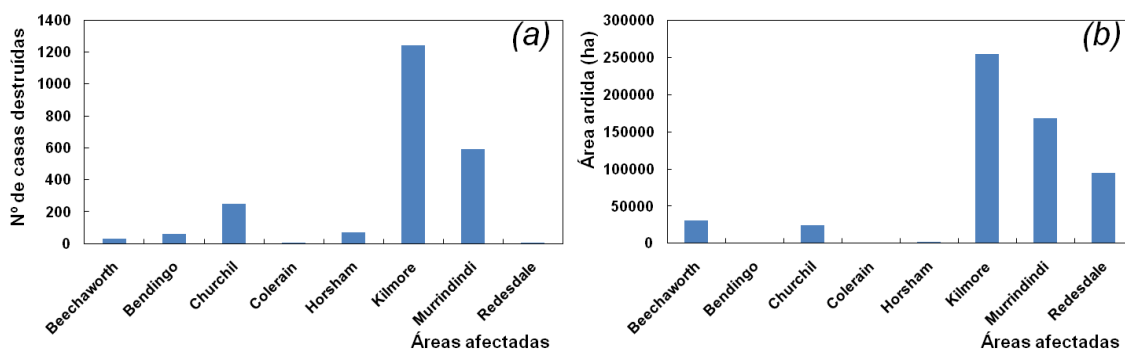 (a)
Nº de casas destruídas
1400
1200
1000
800
600
400
200
0
Beechaworth
Bendingo
Churchil
Colerain
Horsham
Kilmore
Murrindindi
Redesdale
Áreas afectadas
(b)
Área ardida (ha)
300000
250000
200000
150000
100000
50000
0
Beechaworth
Bendingo
Churchil
Colerain
Horsham
Kilmore
Murrindindi
Redesdale
Áreas afectadas